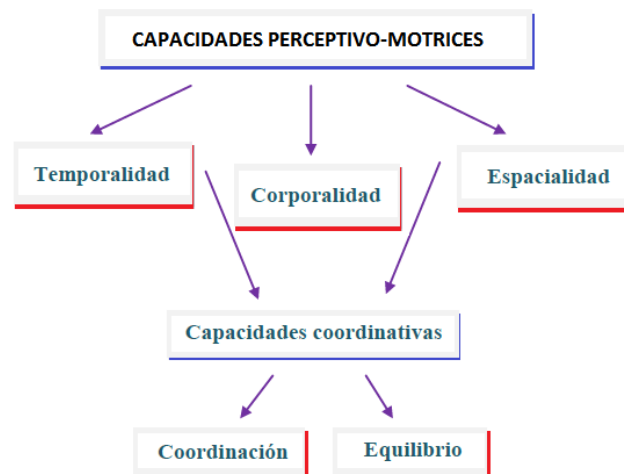 CAPACIDADES PERCEPTIVO-MOTRICES
Temporalidad
Corporalidad
Espacialidad
Capacidades coordinativas
Coordinación
Equilibrio